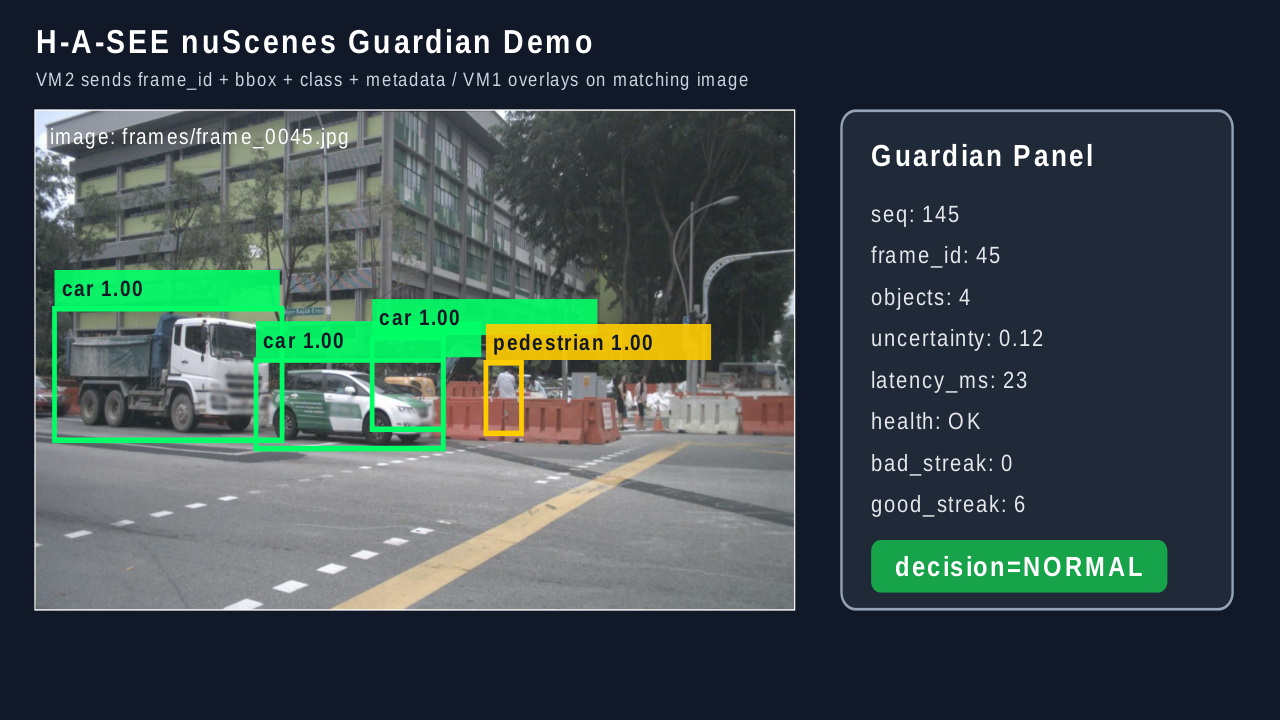 H-A-SEE nuScenes Guardian Demo
VM2 sends frame_id + bbox + class + metadata / VM1 overlays on matching image
image: frames/frame_0045.jpg
car 1.00
car 1.00
car 1.00
pedestrian 1.00
Guardian Panel
seq: 145
frame_id: 45
objects: 4
uncertainty: 0.12
latency_ms: 23
health: OK
bad_streak: 0
good_streak: 6
decision=NORMAL